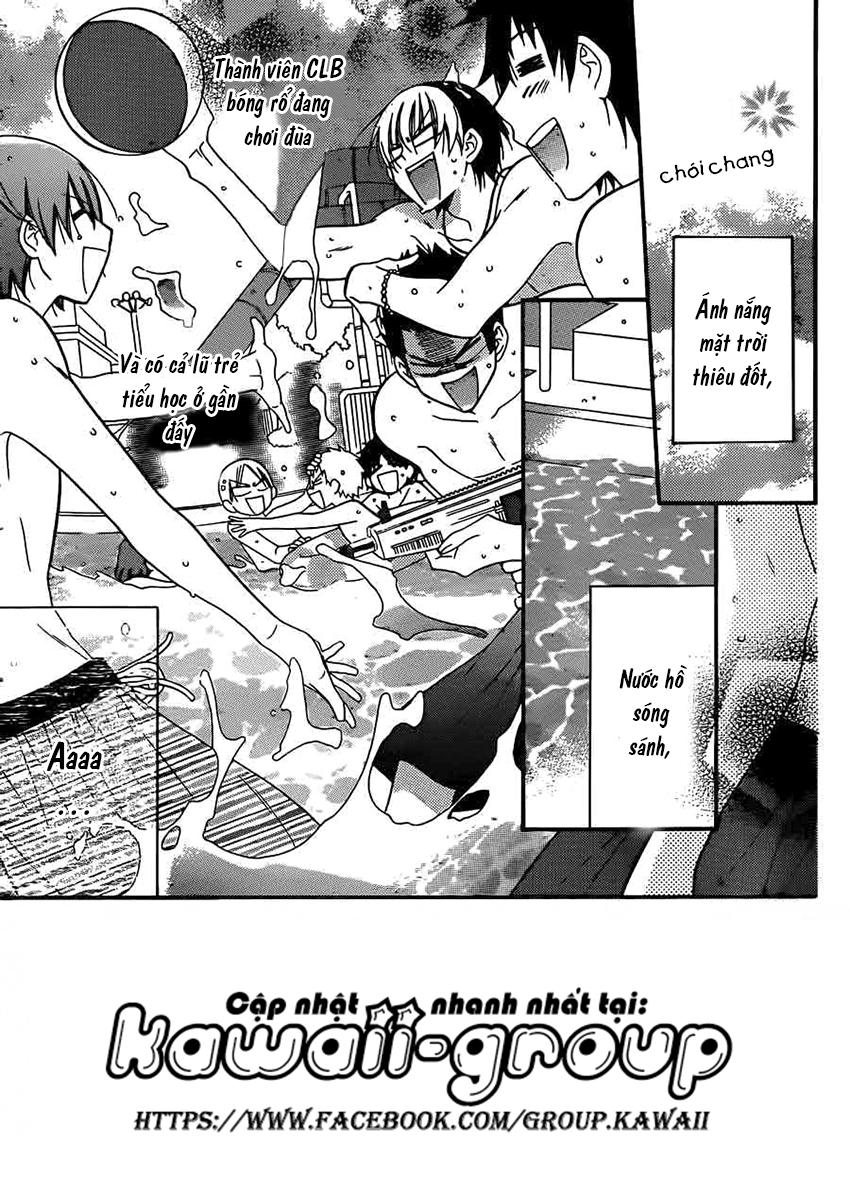 chói chang
Ánh nắng
mặt trời
thiêu đốt,
Thành viên CLB
bóng rổ đang
chơi đùa
Và có cả lũ trẻ
tiểu học ở gần
đấy
Nước hồ
sóng
sánh,
Aaaa
...
Cập nhật nhanh nhất tại:
kawaii-group
HTTPS://WWW.FACEBOOK.COM/GROUP.KAWAII